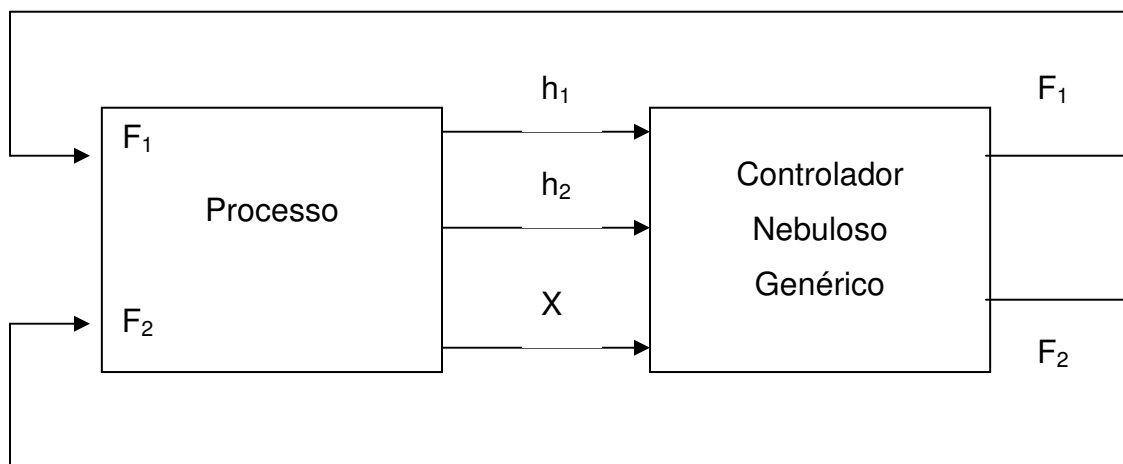 h₁
F₁
F₁
Controlador
h₂
Processo
Nebuloso
Genérico
X
F₂
F₂